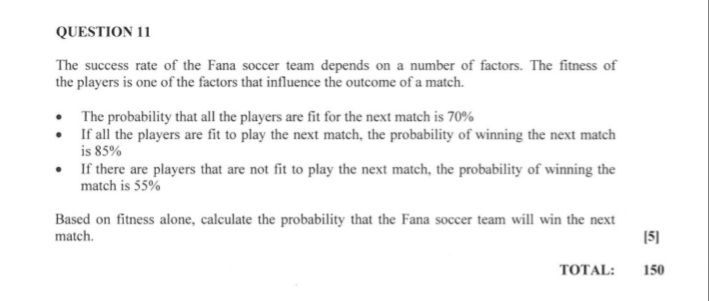 QUESTION 11
The success rate of the Fana soccer team depends on a number of factors. The fitness of
the players is one of the factors that influence the outcome of a match.
• The probability that all the players are fit for the next match is 70%
• If all the players are fit to play the next match, the probability of winning the next match
is 85%
• If there are players that are not fit to play the next match, the probability of winning the
match is 55%
Based on fitness alone, calculate the probability that the Fana soccer team will win the next
match. [5]
TOTAL: 150